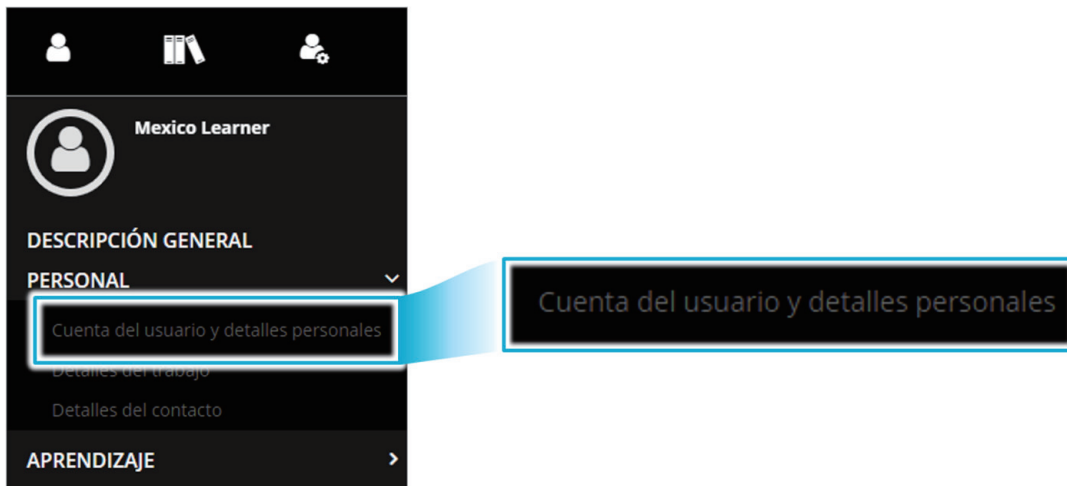 Mexico Learner
DESCRIPCIÓN GENERAL
PERSONAL
Cuenta del usuario y detalles personales
Detalles del trabajo
Detalles del contacto
APRENDIZAJE
Cuenta del usuario y detalles personales